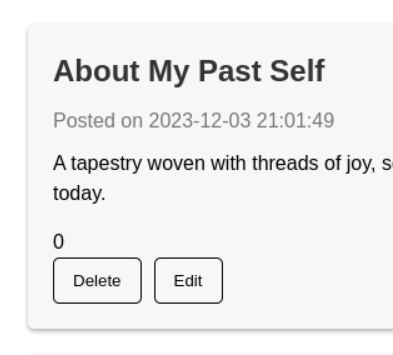 About My Past Self
Posted on 2023-12-03 21:01:49
A tapestry woven with threads of joy,
today.
0
Delete Edit